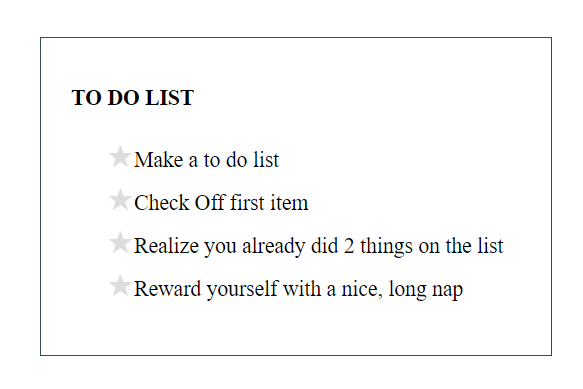 TO DO LIST
Make a to do list
Check Off first item
Realize you already did 2 things on the list
Reward yourself with a nice, long nap